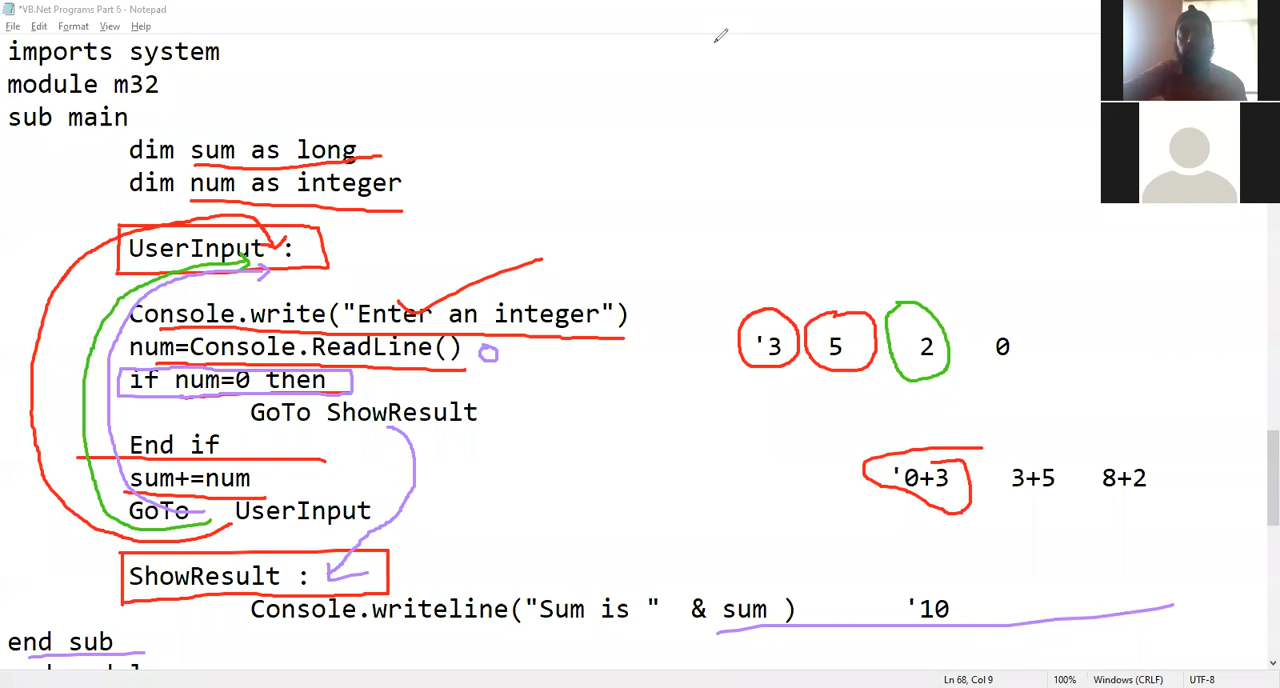 *VB.Net Programs Part 6 - Notepad
File Edit Format View Help
imports system
module m32
sub main
dim sum as long
dim num as integer
UserInput :
Console.write("Enter an integer")
num=Console.ReadLine() '3 5 2 0
if num=0 then
GoTo ShowResult
End if
sum+=num '0+3 3+5 8+2
GoTo UserInput
ShowResult :
Console.writeline("Sum is " & sum ) '10
end sub
Ln 68, Col 9 100% Windows (CRLF) UTF-8